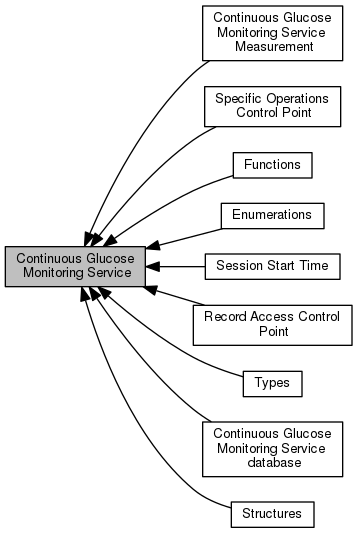 Continuous Glucose
Monitoring Service
Measurement
Specific Operations
Control Point
Functions
Enumerations
Continuous Glucose
Monitoring Service
Session Start Time
Record Access Control
Point
Types
Continuous Glucose
Monitoring Service
database
Structures